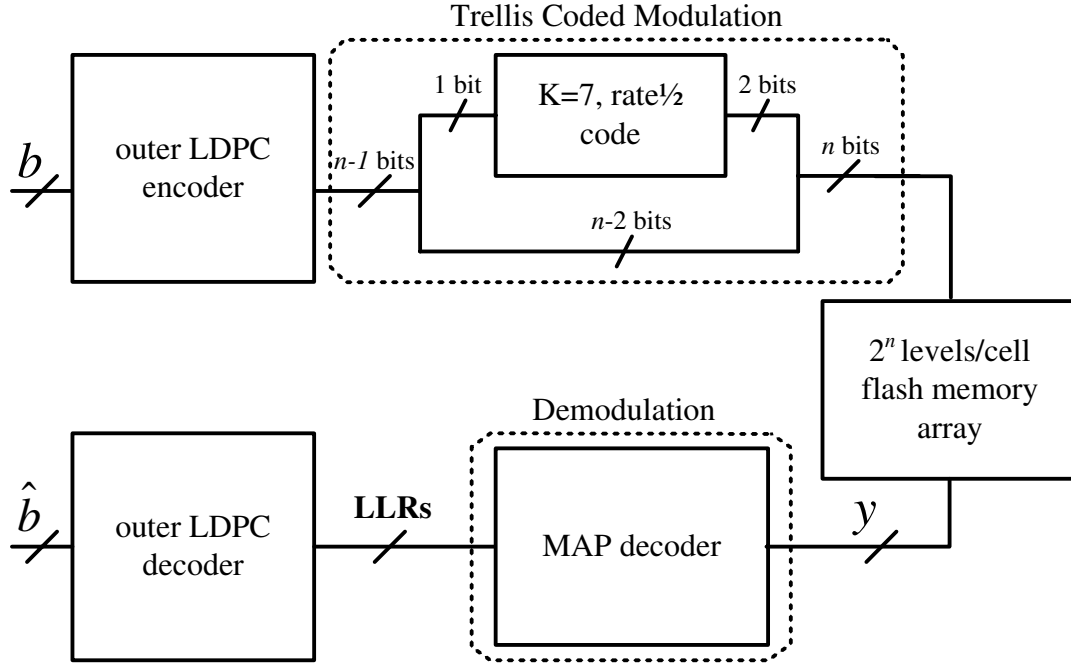 Trellis Coded Modulation
b
outer LDPC
encoder
n-1 bits
1 bit
K=7, rate½
code
2 bits
n-2 bits
n bits
2ⁿ levels/cell
flash memory
array
Demodulation
b̂
outer LDPC
decoder
LLRs
MAP decoder
y